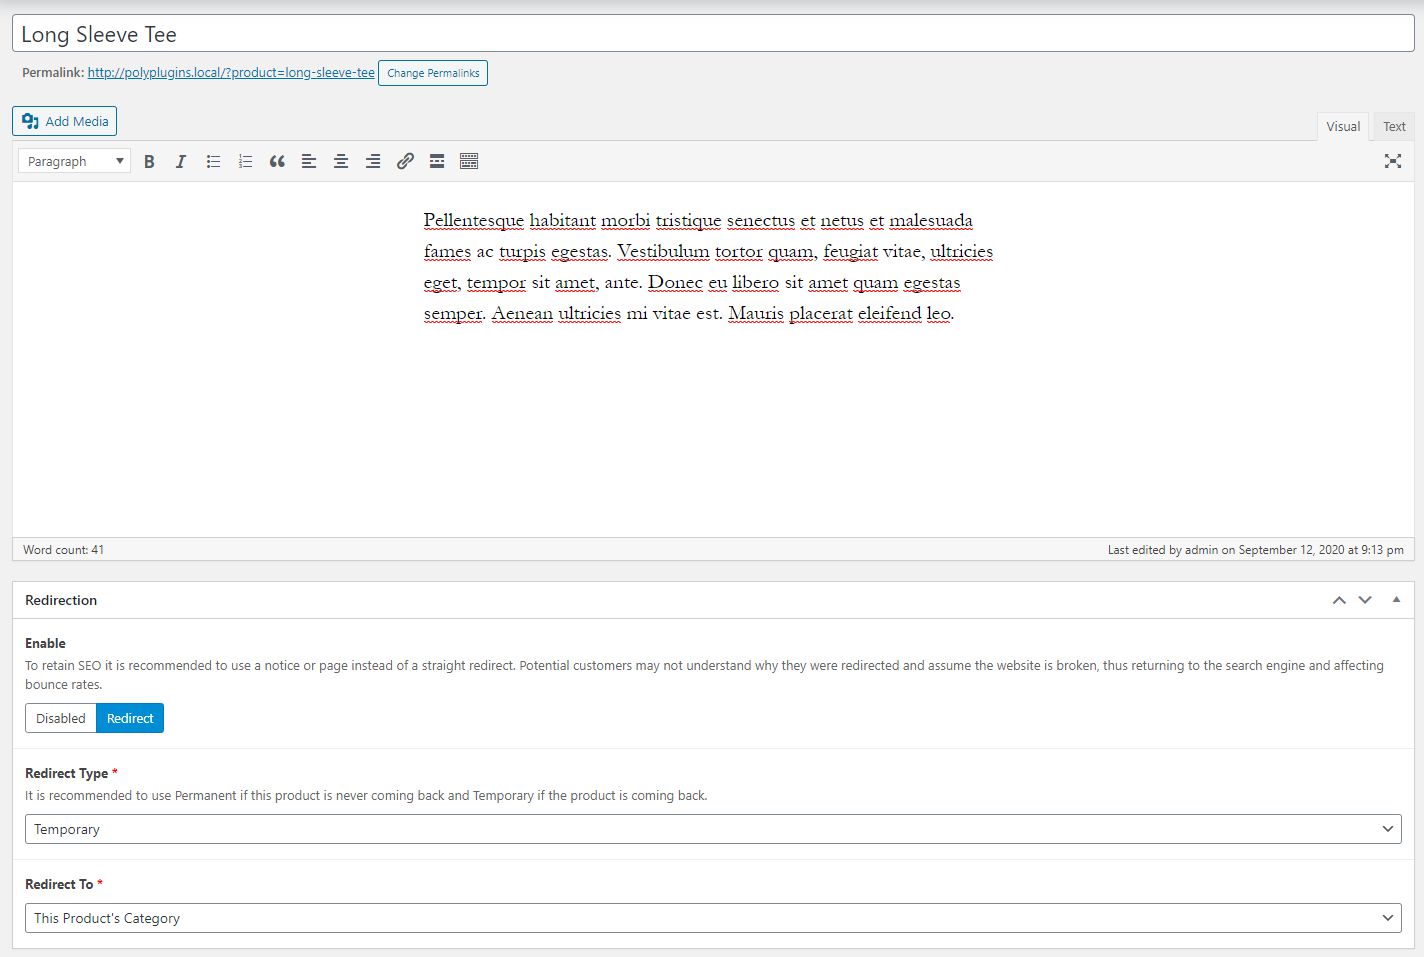 Long Sleeve Tee
Permalink: http://polyplugins.local/?product=long-sleeve-tee Change Permalinks
Add Media
Visual Text
Paragraph
Pellentesque habitant morbi tristique senectus et netus et malesuada
fames ac turpis egestas. Vestibulum tortor quam, feugiat vitae, ultricies
eget, tempor sit amet, ante. Donec eu libero sit amet quam egestas
semper. Aenean ultricies mi vitae est. Mauris placerat eleifend leo.
Word count: 41 Last edited by admin on September 12, 2020 at 9:13 pm
Redirection
Enable
To retain SEO it is recommended to use a notice or page instead of a straight redirect. Potential customers may not understand why they were redirected and assume the website is broken, thus returning to the search engine and affecting
bounce rates.
Disabled Redirect
Redirect Type *
It is recommended to use Permanent if this product is never coming back and Temporary if the product is coming back.
Temporary
Redirect To *
This Product's Category